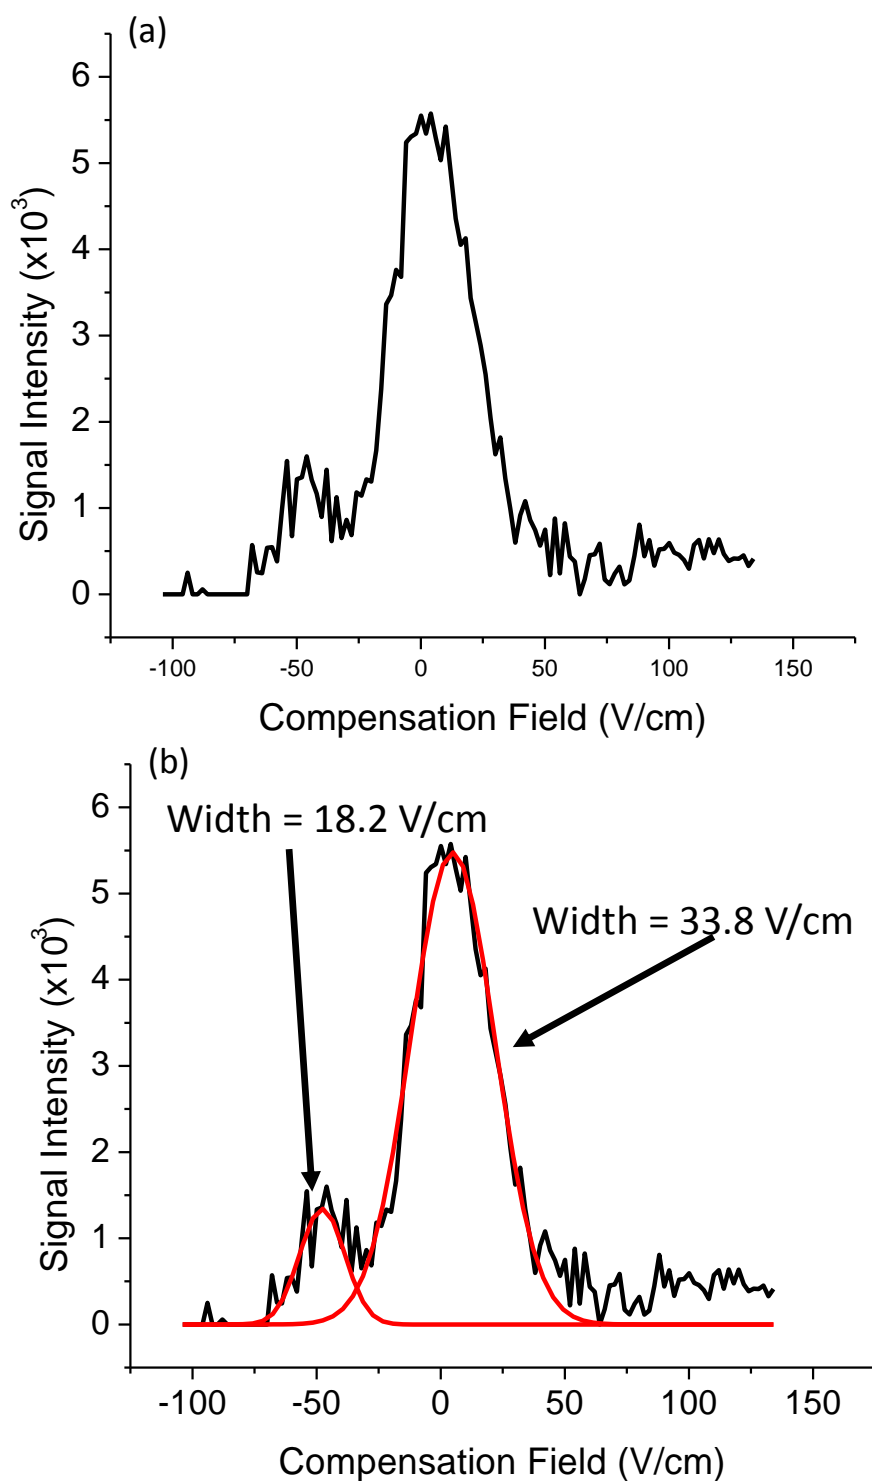 (a)
6
5
4
3
2
1
0
Signal Intensity (x10³)
-100 -50 0 50 100 150
Compensation Field (V/cm)
(b)
Width = 18.2 V/cm
Width = 33.8 V/cm
6
5
4
3
2
1
0
Signal Intensity (x10³)
-100 -50 0 50 100 150
Compensation Field (V/cm)